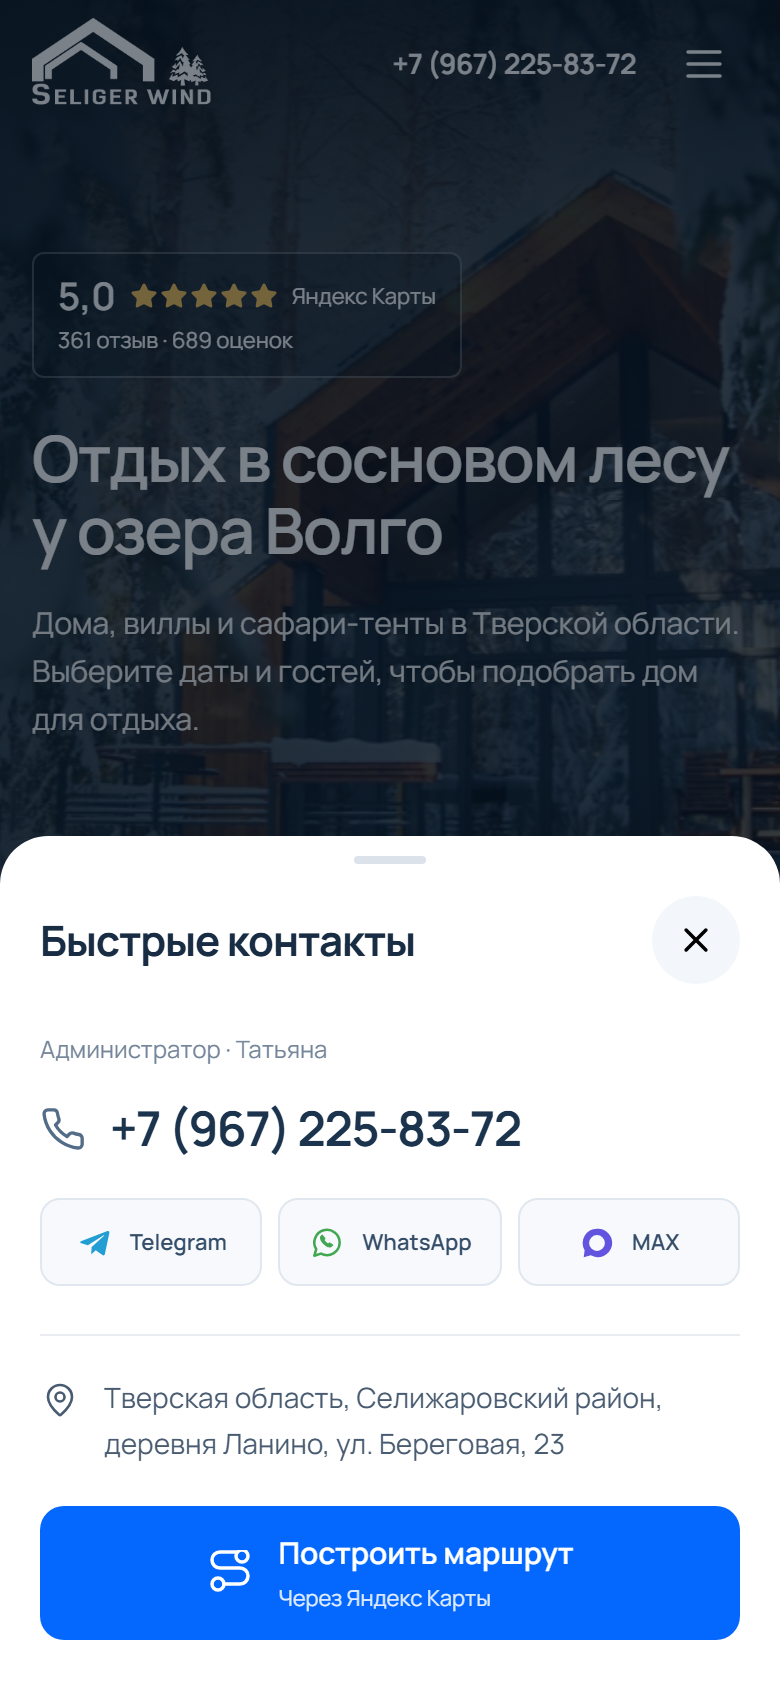 SELIGER WIND
+7 (967) 225-83-72
5,0 Яндекс Карты
361 отзыв · 689 оценок
Отдых в сосновом лесу
у озера Волго
Дома, виллы и сафари-тенты в Тверской области.
Выберите даты и гостей, чтобы подобрать дом
для отдыха.
Быстрые контакты
Администратор · Татьяна
+7 (967) 225-83-72
Telegram WhatsApp MAX
Тверская область, Селижаровский район,
деревня Ланино, ул. Береговая, 23
Построить маршрут
Через Яндекс Карты